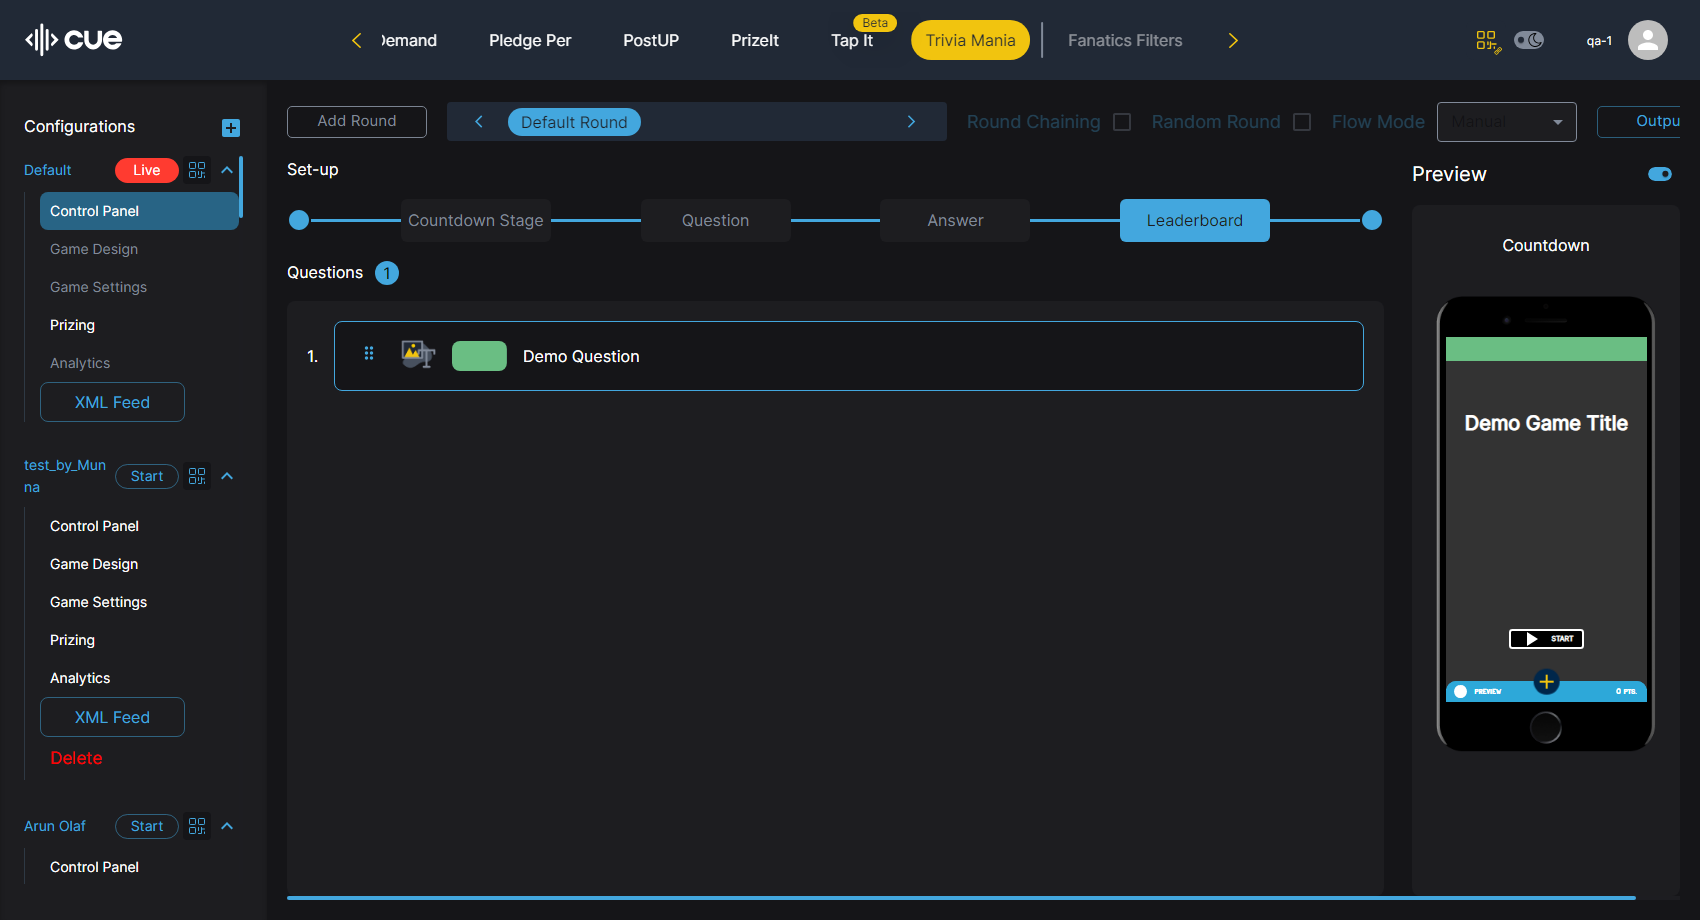 cue
Demand
Pledge Per
PostUP
PrizeIt
Beta
Tap It
Trivia Mania
Fanatics Filters
qa-1
Configurations
Default
Live
Control Panel
Game Design
Game Settings
Prizing
Analytics
XML Feed
test_by_Mun
na
Start
Control Panel
Game Design
Game Settings
Prizing
Analytics
XML Feed
Delete
Arun Olaf
Start
Control Panel
Add Round
Default Round
Round Chaining
Random Round
Flow Mode
Manual
Outpu
Set-up
Countdown Stage
Question
Answer
Leaderboard
Questions 1
1. Demo Question
Preview
Countdown
Demo Game Title
START
PREVIEW
0 PTS.